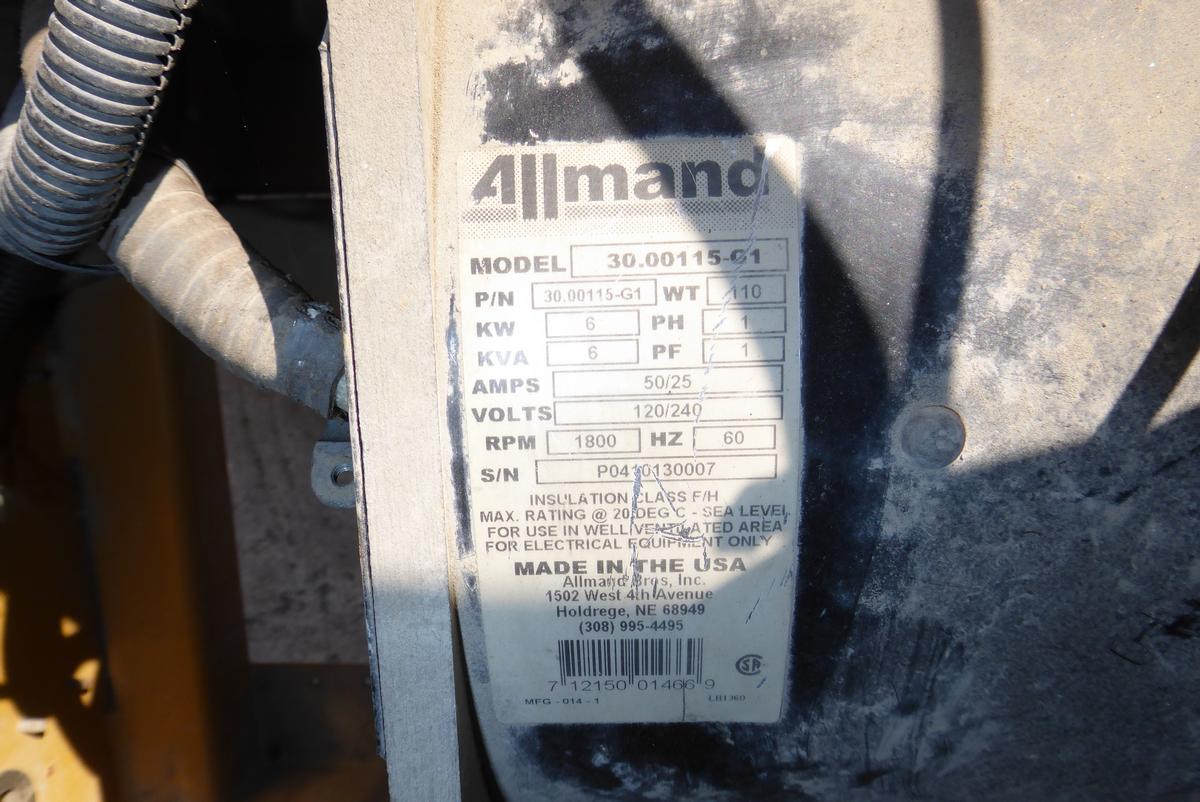 Allmand
MODEL 30.00115-G1
P/N 30.00115-G1 WT 110
KW 6 PH 1
KVA 6 PF 1
AMPS 50/25
VOLTS 120/240
RPM 1800 HZ 60
S/N P0410130007
INSULATION CLASS F/H
MAX. RATING @ 20 DEG C - SEA LEVEL
FOR USE IN WELL VENTILATED AREA
FOR ELECTRICAL EQUIPMENT ONLY
MADE IN THE USA
Allmand Bros, Inc.
1502 West 4th Avenue
Holdrege, NE 68949
(308) 995-4495
7 12150 01466 9
MFG - 014 - 1
LB1360